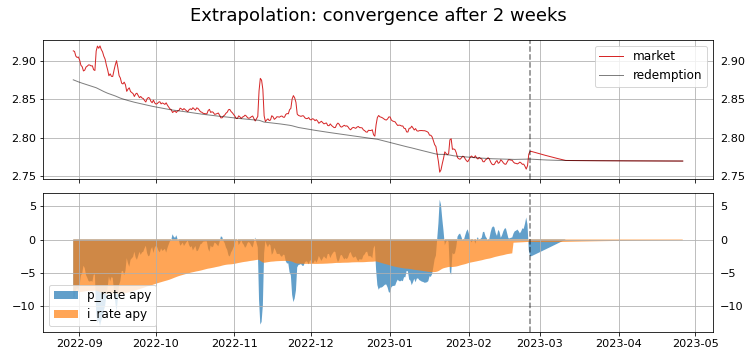 Extrapolation: convergence after 2 weeks
2.90
2.85
2.80
2.75
market
redemption
2.90
2.85
2.80
2.75
5
0
−5
−10
p_rate apy
i_rate apy
5
0
−5
−10
2022-09 2022-10 2022-11 2022-12 2023-01 2023-02 2023-03 2023-04 2023-05